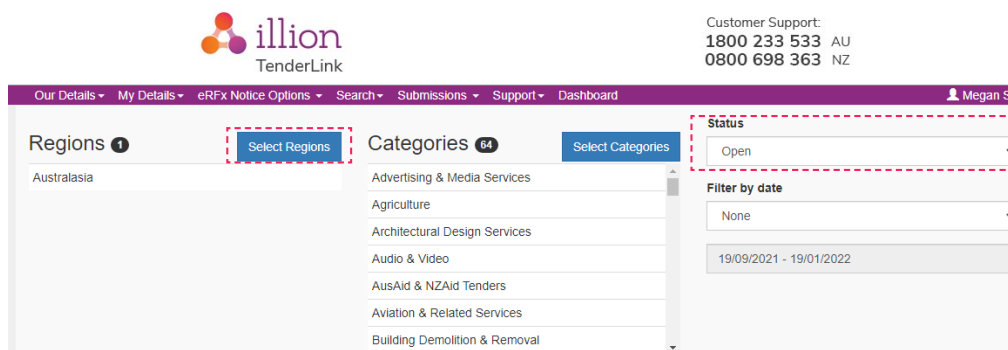 illion
TenderLink
Customer Support:
1800 233 533 AU
0800 698 363 NZ
Our Details My Details eRFx Notice Options Search Submissions Support Dashboard Megan S
Regions 1 Select Regions
Australasia
Categories 64 Select Categories
Advertising & Media Services
Agriculture
Architectural Design Services
Audio & Video
AusAid & NZAid Tenders
Aviation & Related Services
Building Demolition & Removal
Status
Open
Filter by date
None
19/09/2021 - 19/01/2022